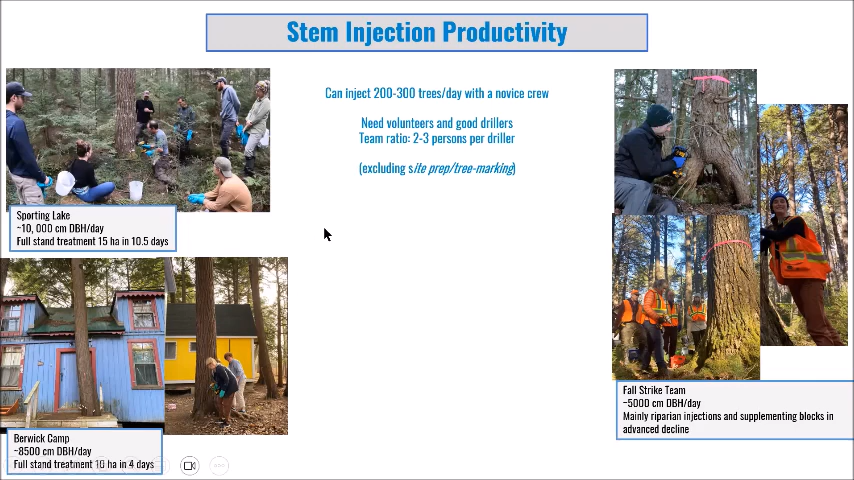 Stem Injection Productivity
Can inject 200-300 trees/day with a novice crew
Need volunteers and good drillers
Team ratio: 2-3 persons per driller
(excluding site prep/tree-marking)
Sporting Lake
~10, 000 cm DBH/day
Full stand treatment 15 ha in 10.5 days
Berwick Camp
~8500 cm DBH/day
Full stand treatment 10 ha in 4 days
Fall Strike Team
~5000 cm DBH/day
Mainly riparian injections and supplementing blocks in
advanced decline